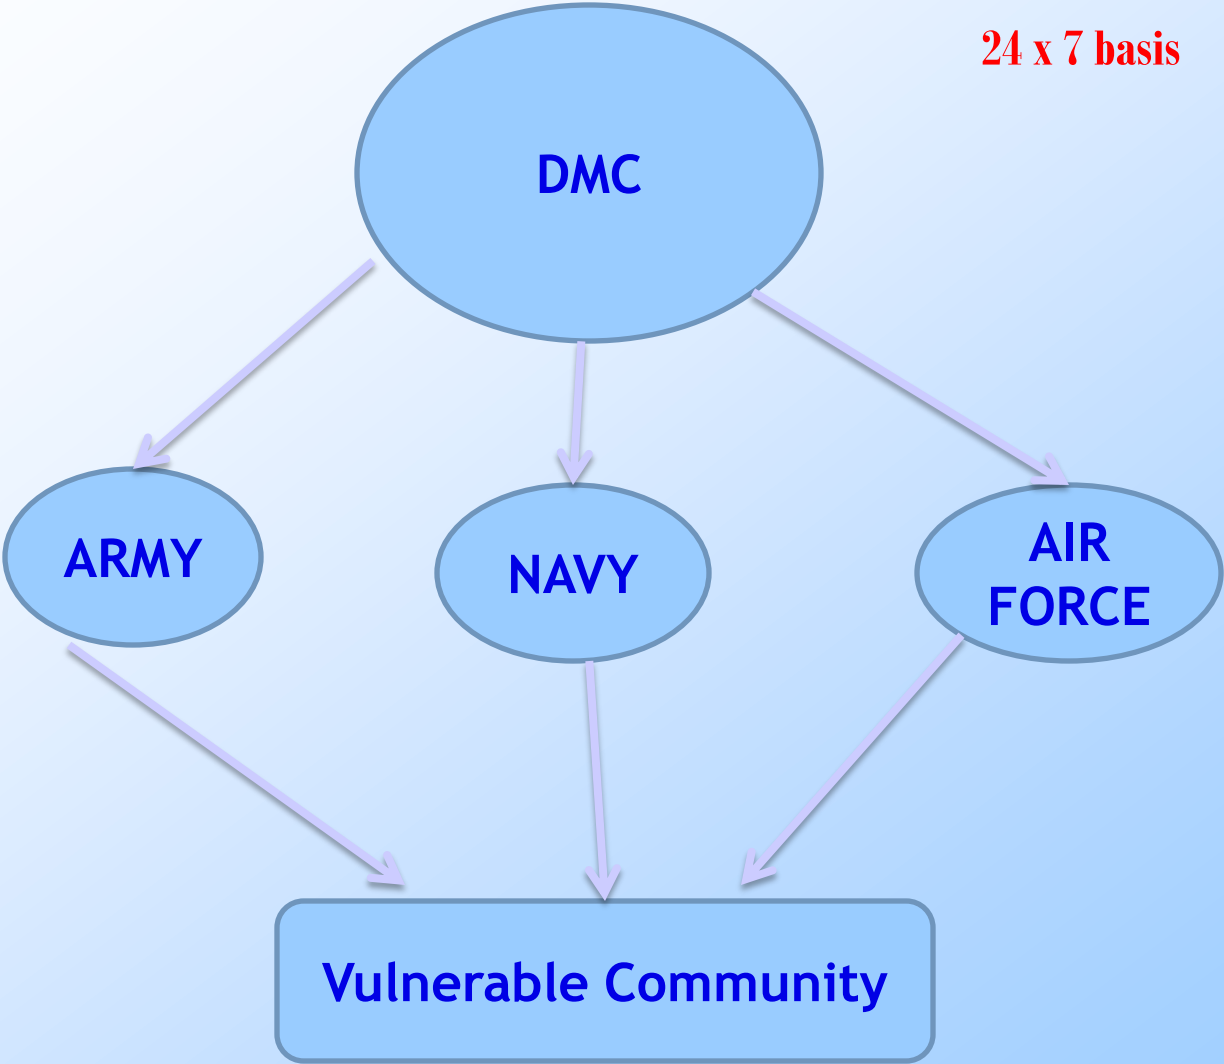 24 x 7 basis
DMC
ARMY
NAVY
AIR
FORCE
Vulnerable Community